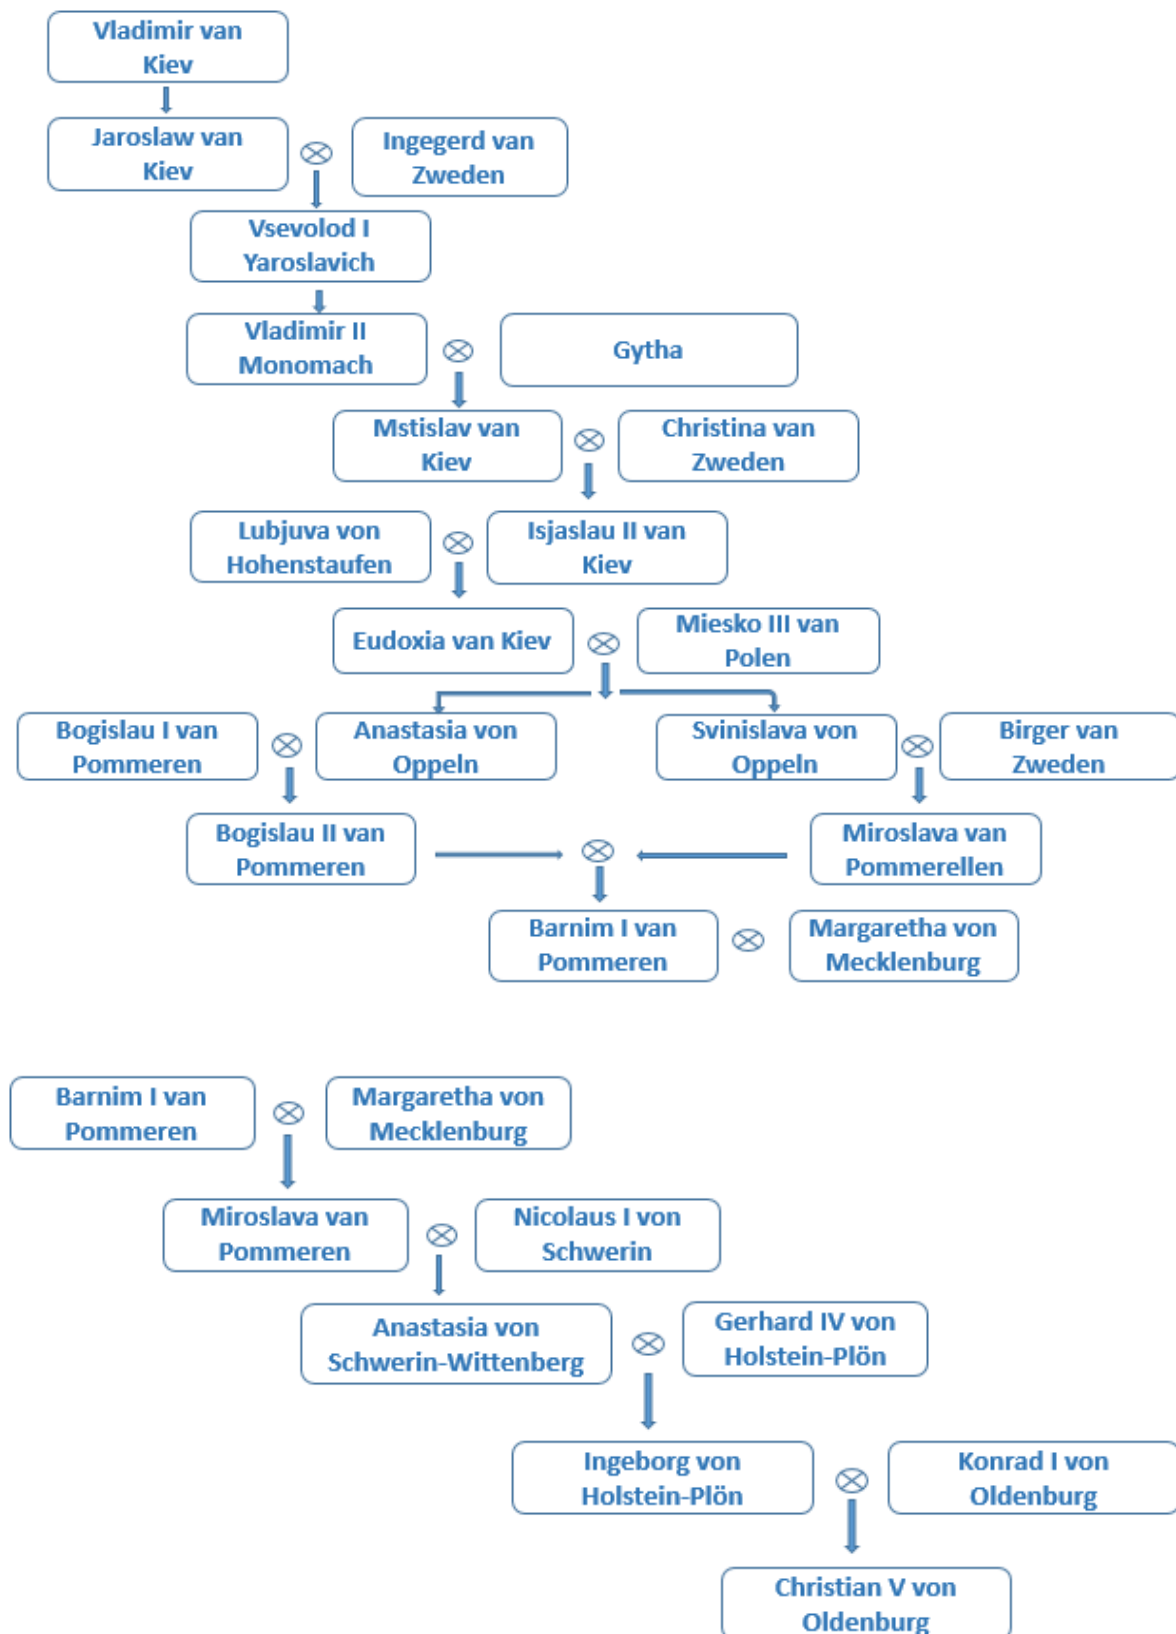 Vladimir van
Kiev
Jaroslaw van
Kiev
Ingegerd van
Zweden
Vsevolod I
Yaroslavich
Vladimir II
Monomach
Gytha
Mstislav van
Kiev
Christina van
Zweden
Lubjuva von
Hohenstaufen
Isjaslau II van
Kiev
Eudoxia van Kiev
Miesko III van
Polen
Bogislau I van
Pommeren
Anastasia von
Oppeln
Svinislava von
Oppeln
Birger van
Zweden
Bogislau II van
Pommeren
Miroslava van
Pommerellen
Barnim I van
Pommeren
Margaretha von
Mecklenburg
Barnim I van
Pommeren
Margaretha von
Mecklenburg
Miroslava van
Pommeren
Nicolaus I von
Schwerin
Anastasia von
Schwerin-Wittenberg
Gerhard IV von
Holstein-Plön
Ingeborg von
Holstein-Plön
Konrad I von
Oldenburg
Christian V von
Oldenburg